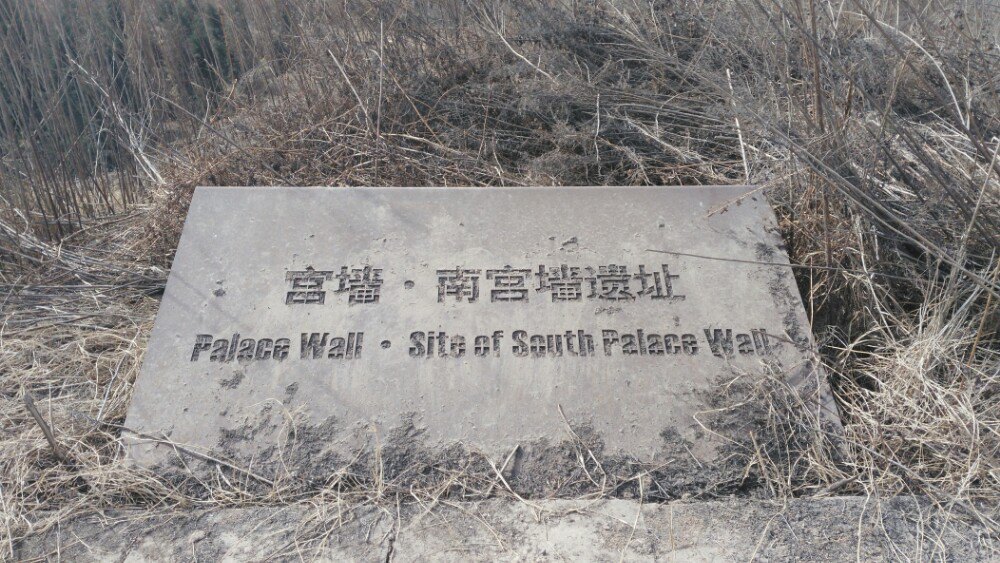 宫墙·南宫墙遗址
Palace Wall • Site of South Palace Wall